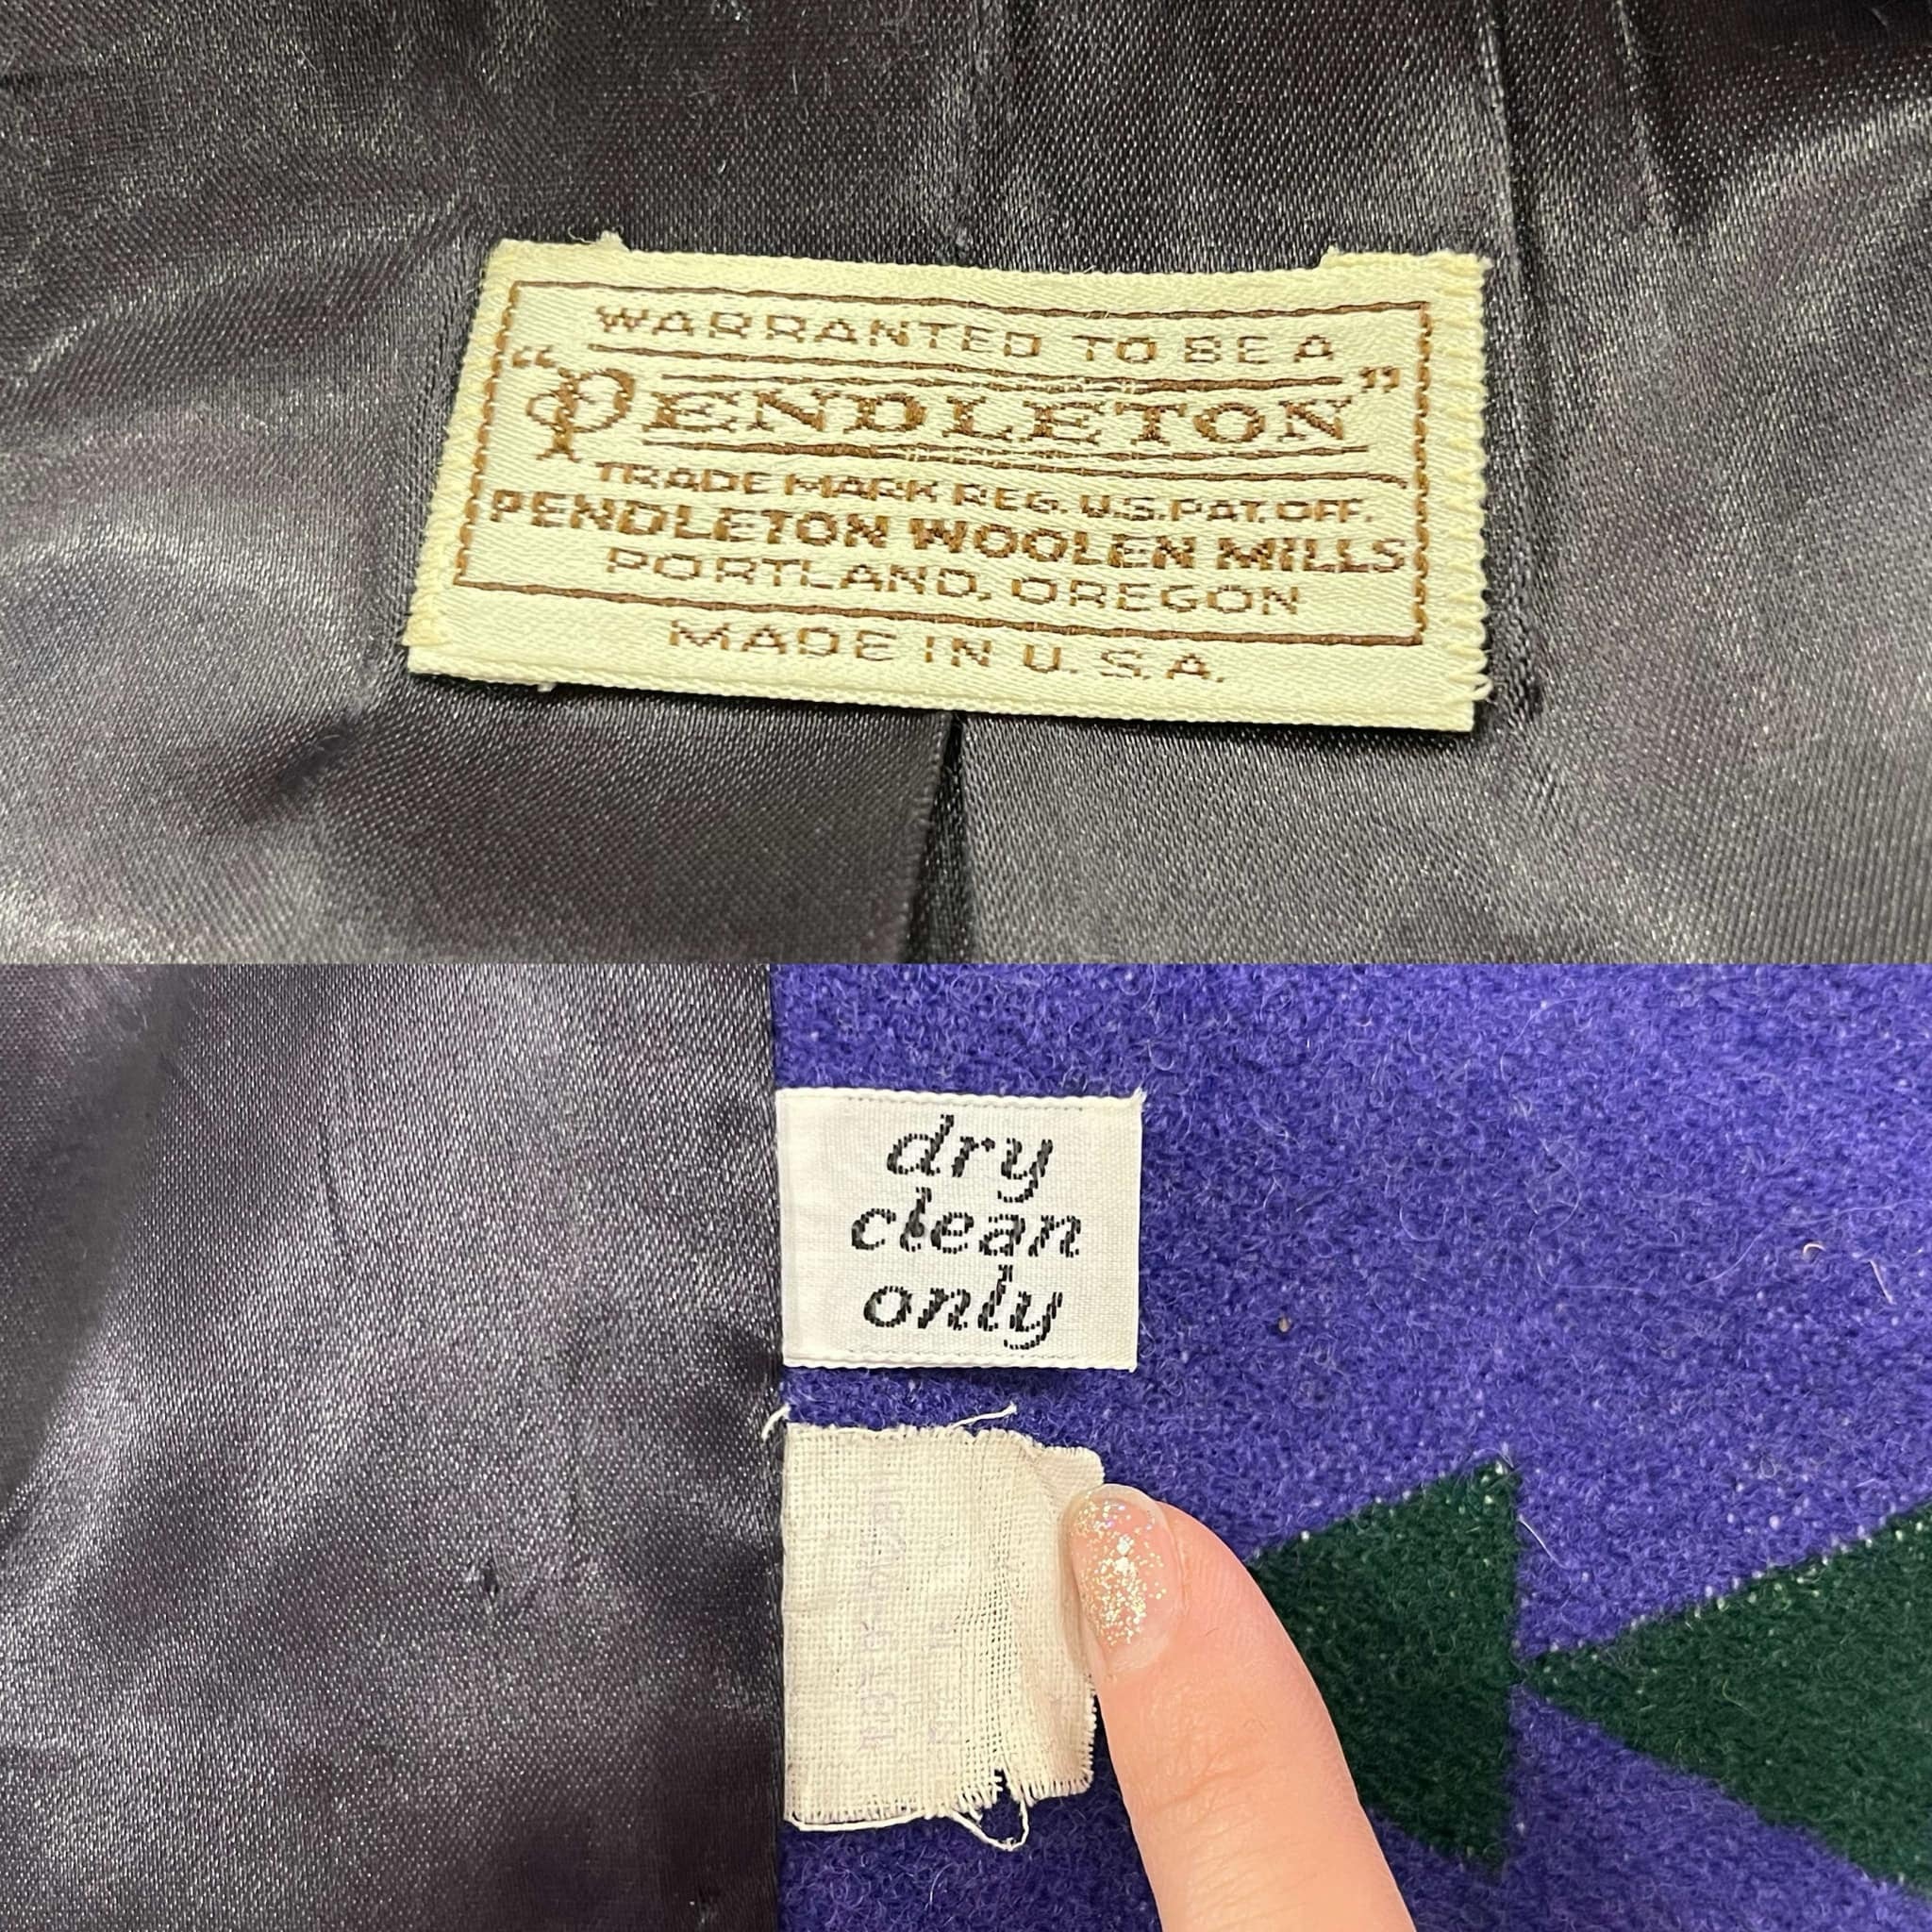 WARRANTED TO BE A
"PENDLETON"
TRADE MARK REG. U.S. PAT. OFF.
PENDLETON WOOLEN MILLS
PORTLAND, OREGON
MADE IN U.S.A.
dry
clean
only